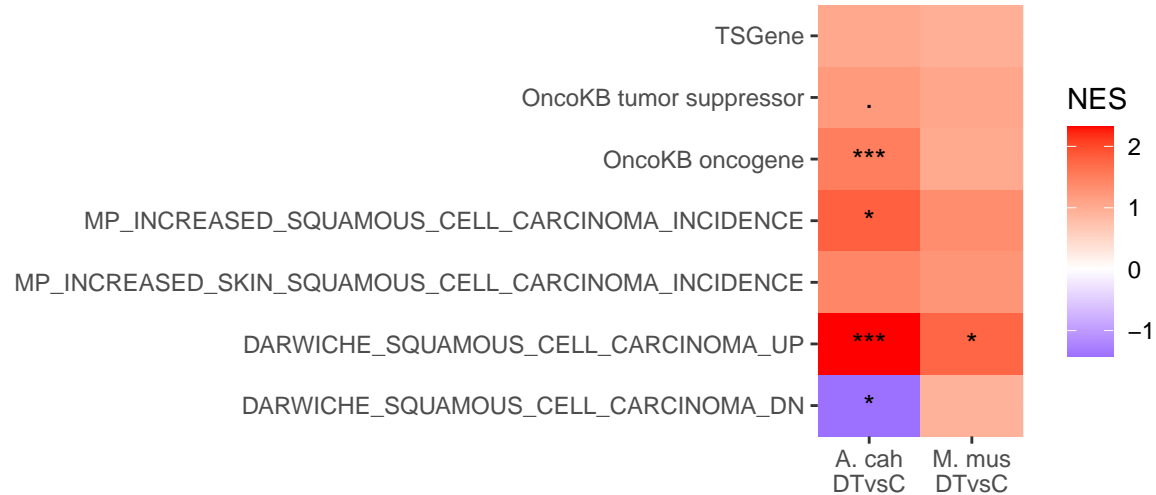 TSGene
OncoKB tumor suppressor
.
OncoKB oncogene
***
MP_INCREASED_SQUAMOUS_CELL_CARCINOMA_INCIDENCE
*
MP_INCREASED_SKIN_SQUAMOUS_CELL_CARCINOMA_INCIDENCE
DARWICHE_SQUAMOUS_CELL_CARCINOMA_UP
*** *
DARWICHE_SQUAMOUS_CELL_CARCINOMA_DN
*
A. cah
DTvsC
M. mus
DTvsC
NES
2
1
0
−1